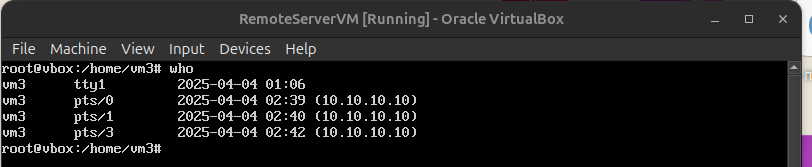 RemoteServerVM [Running] - Oracle VirtualBox
File Machine View Input Devices Help
root@vbox:/home/vm3# who
vm3 tty1 2025-04-04 01:06
vm3 pts/0 2025-04-04 02:39 (10.10.10.10)
vm3 pts/1 2025-04-04 02:40 (10.10.10.10)
vm3 pts/3 2025-04-04 02:42 (10.10.10.10)
root@vbox:/home/vm3#